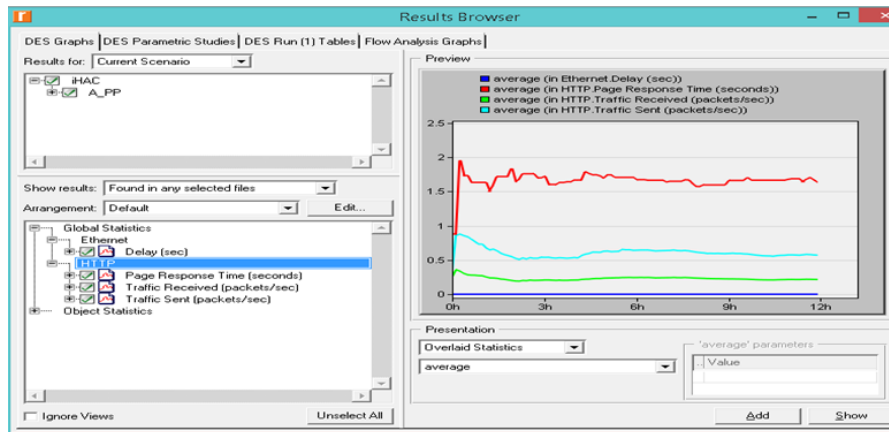 Results Browser
DES Graphs DES Parametric Studies DES Run (1) Tables Flow Analysis Graphs
Results for: Current Scenario
iHAC
A_PP
Show results: Found in any selected files
Arrangement: Default Edit...
Global Statistics
Ethernet
Delay (sec)
HTTP
Page Response Time (seconds)
Traffic Received (packets/sec)
Traffic Sent (packets/sec)
Object Statistics
Ignore Views Unselect All
Preview
average (in Ethernet.Delay (sec))
average (in HTTP.Page Response Time (seconds))
average (in HTTP.Traffic Received (packets/sec))
average (in HTTP.Traffic Sent (packets/sec))
2.5
2
1.5
1
0.5
0
0h 3h 6h 9h 12h
Presentation
Overlaid Statistics
average
'average' parameters
.. Value
Add Show